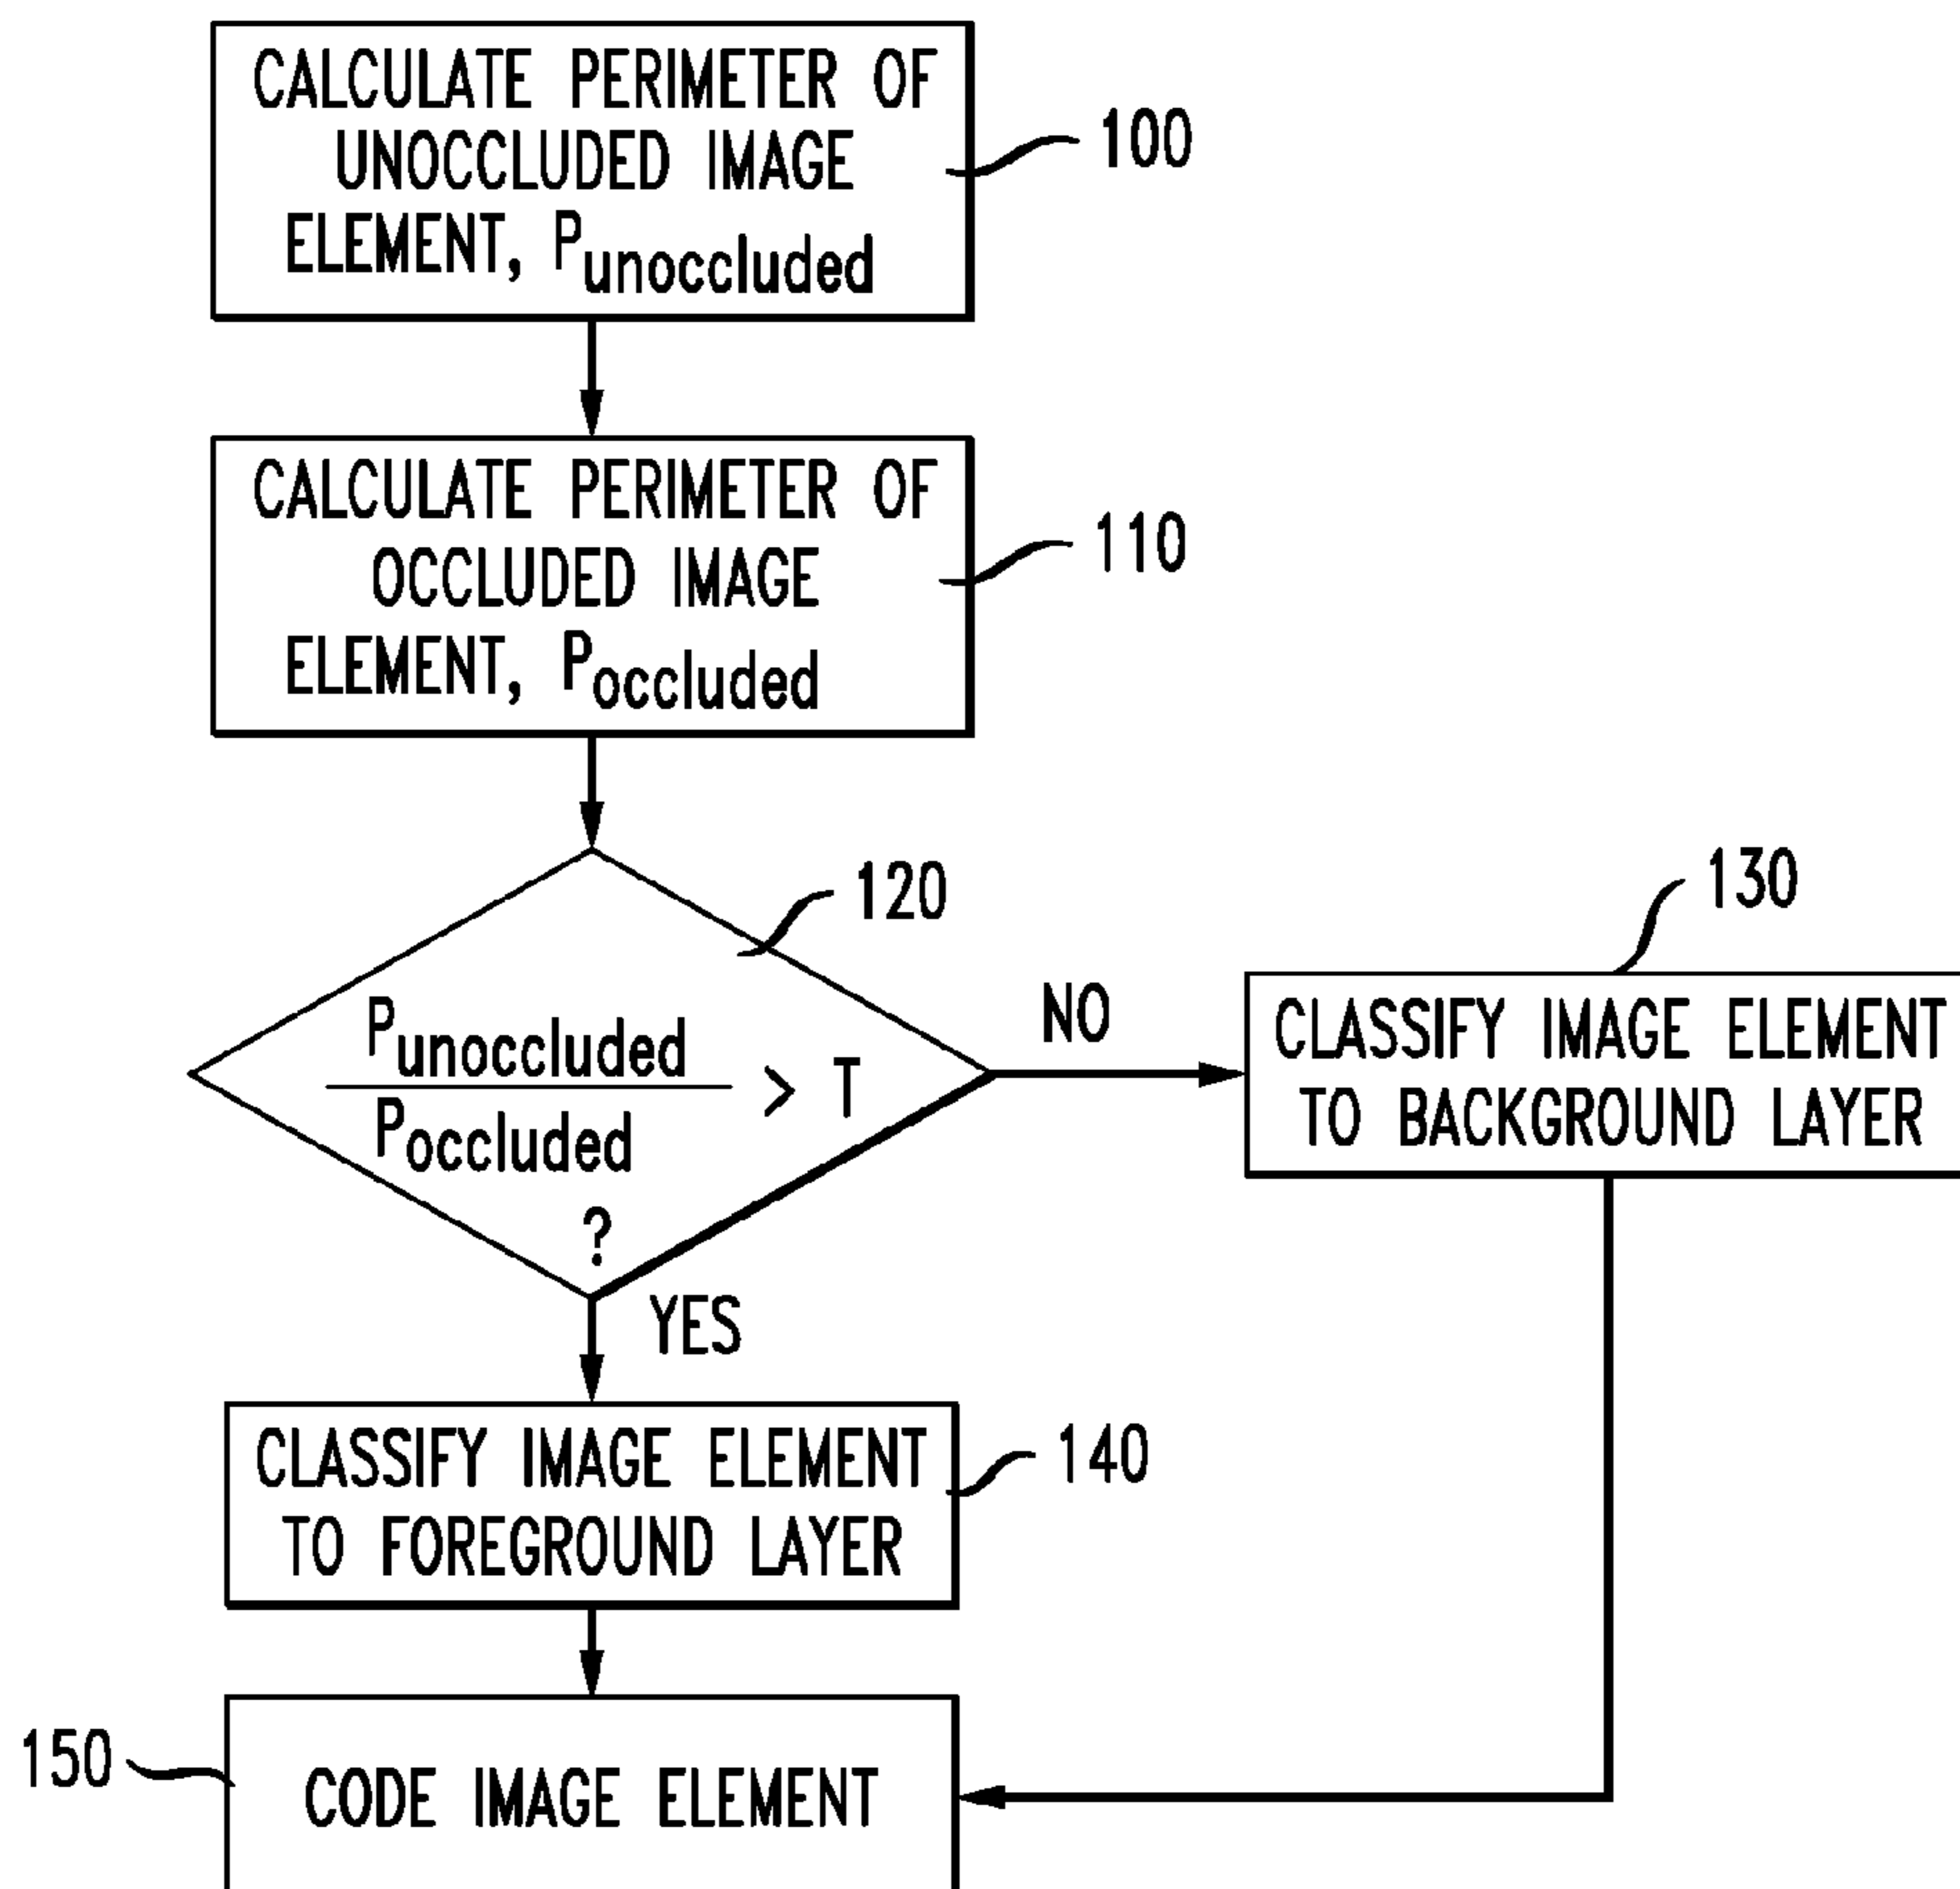 CALCULATE PERIMETER OF
UNOCCLUDED IMAGE
ELEMENT, Punoccluded
100
CALCULATE PERIMETER OF
OCCLUDED IMAGE
ELEMENT, Poccluded
110
120
Punoccluded
Poccluded
> T
?
NO
YES
130
CLASSIFY IMAGE ELEMENT
TO BACKGROUND LAYER
CLASSIFY IMAGE ELEMENT
TO FOREGROUND LAYER
140
150
CODE IMAGE ELEMENT